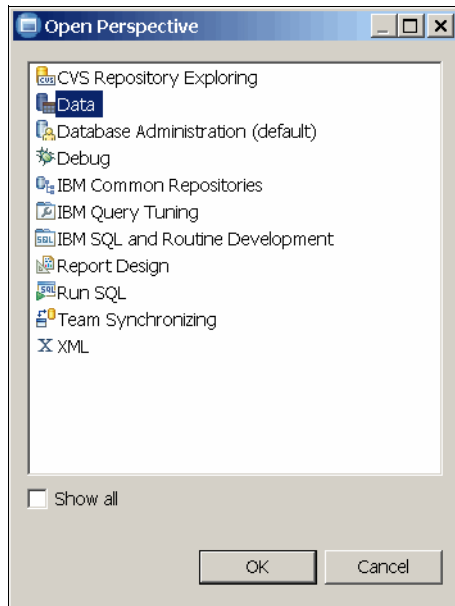 Open Perspective
CVS Repository Exploring
Data
Database Administration (default)
Debug
IBM Common Repositories
IBM Query Tuning
IBM SQL and Routine Development
Report Design
Run SQL
Team Synchronizing
XML
Show all
OK Cancel